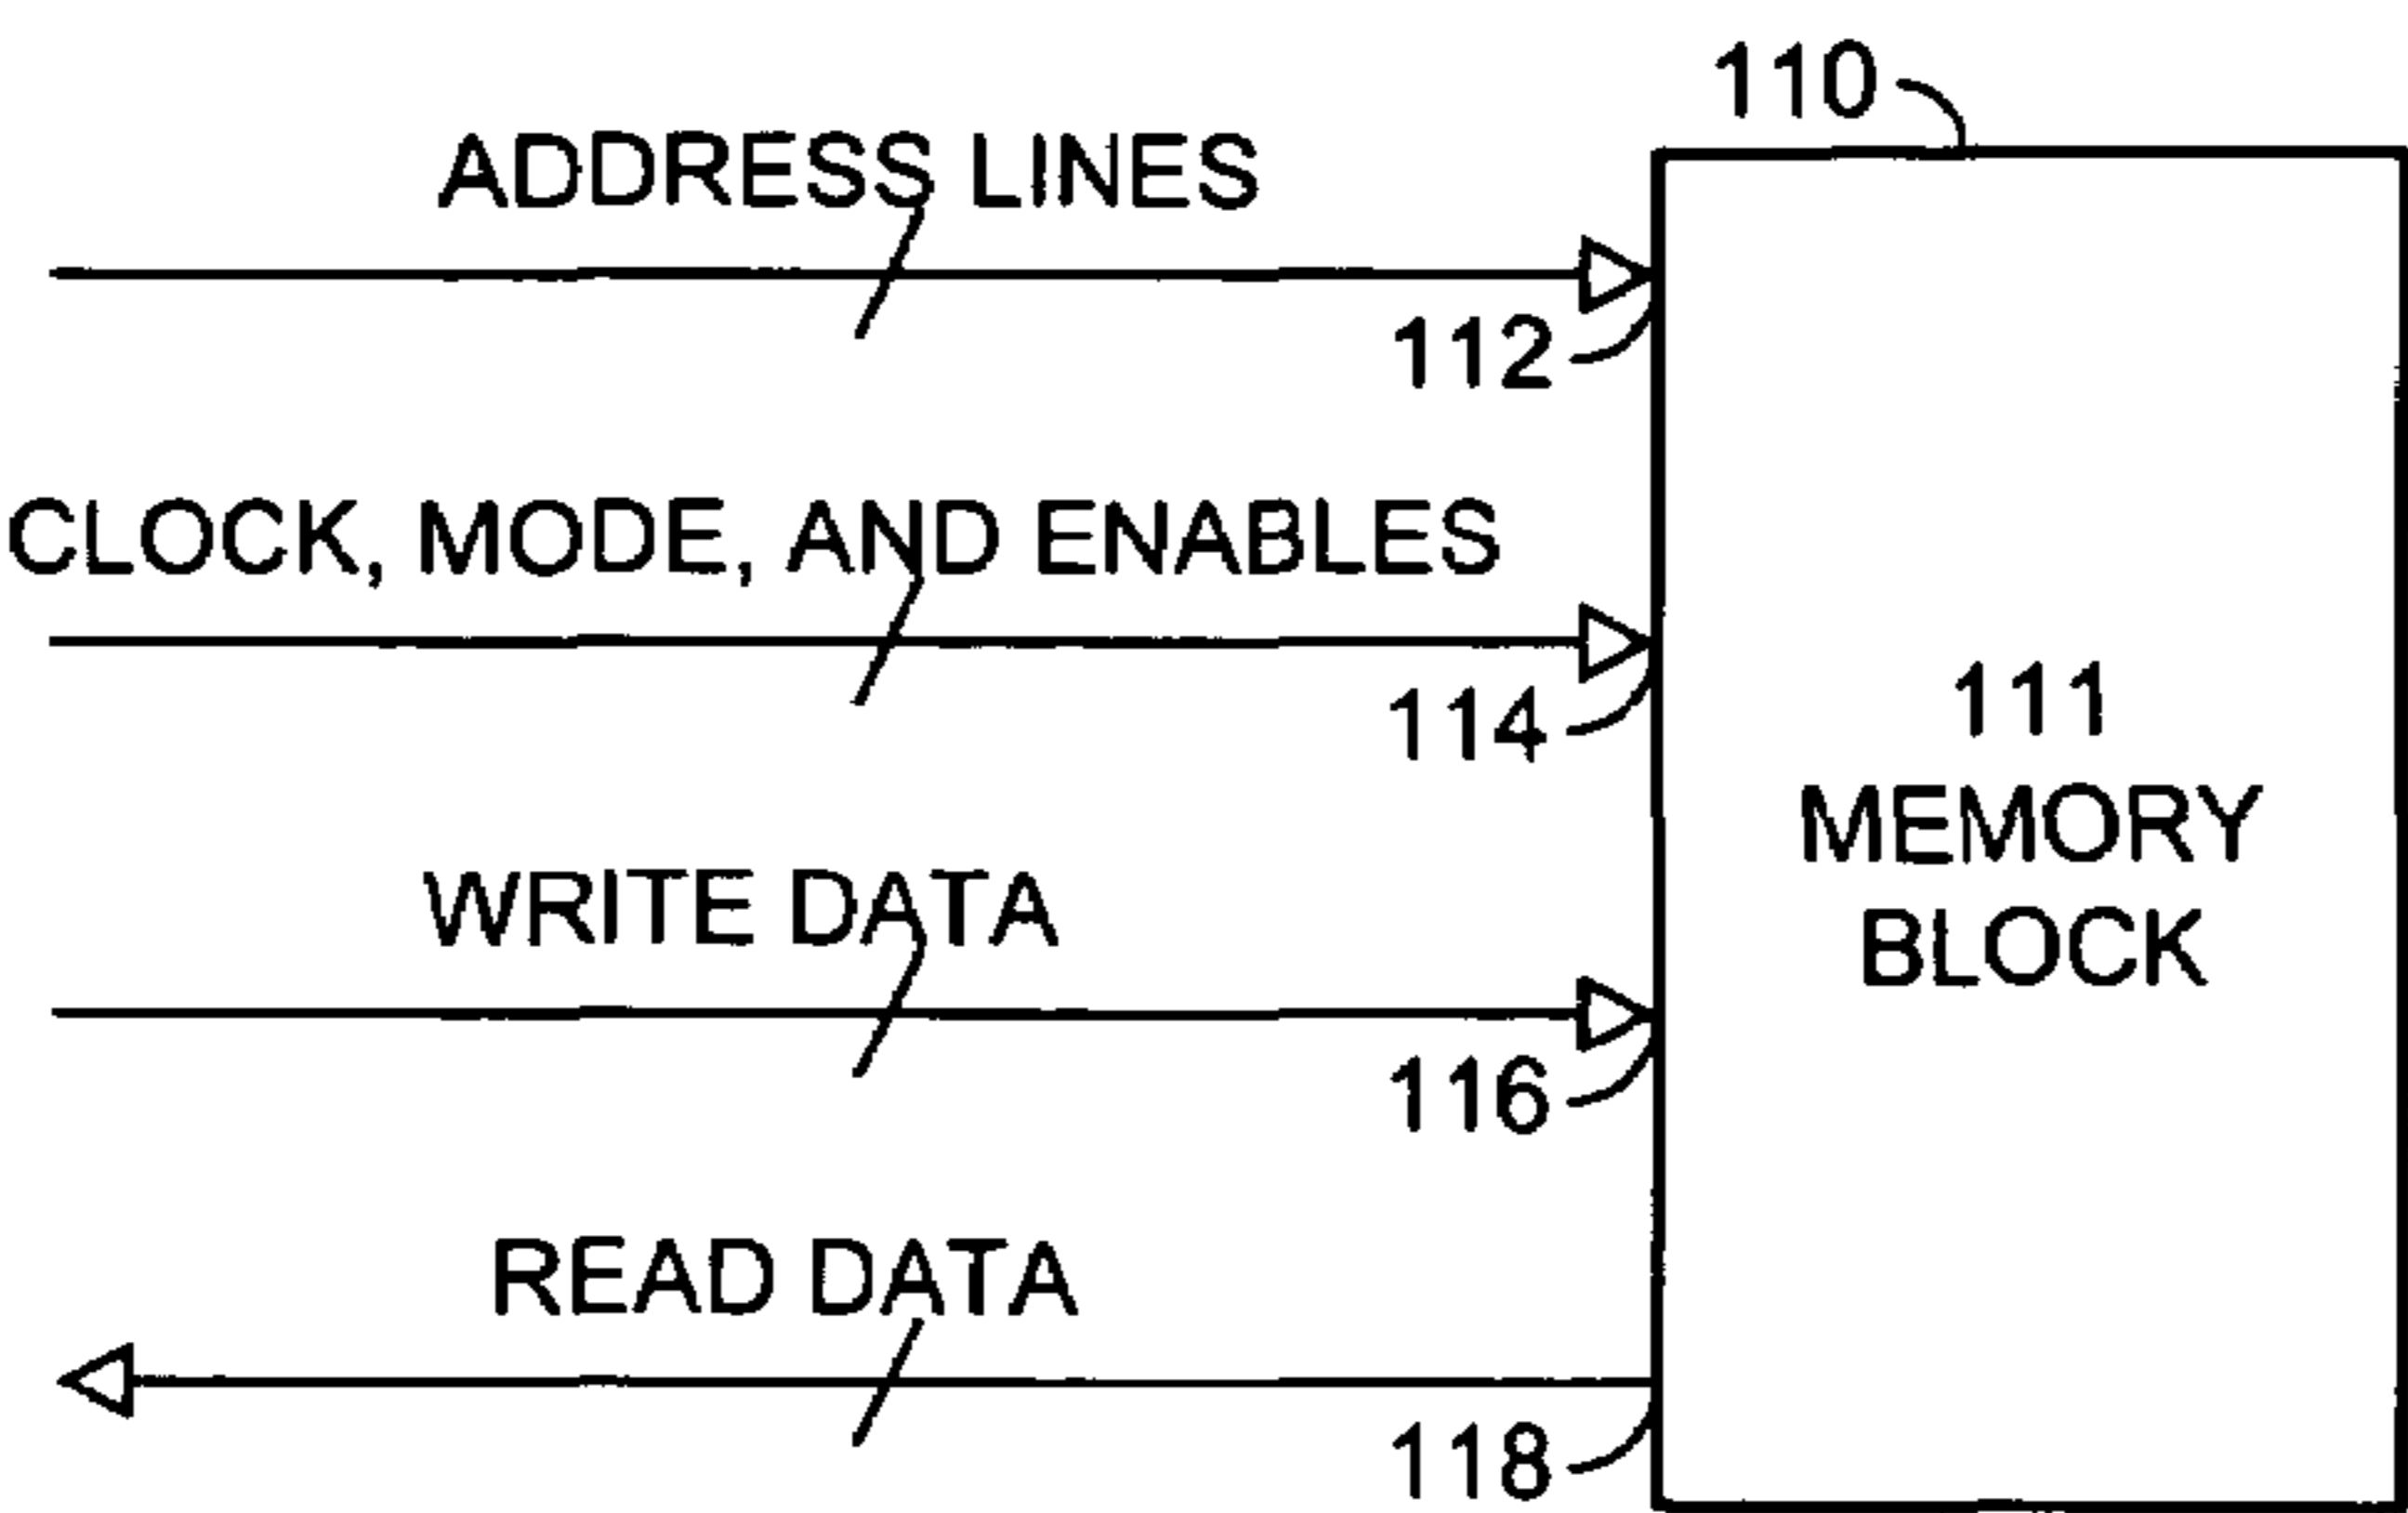 110
ADDRESS LINES
112
CLOCK, MODE, AND ENABLES
114
111
MEMORY
BLOCK
WRITE DATA
116
READ DATA
118